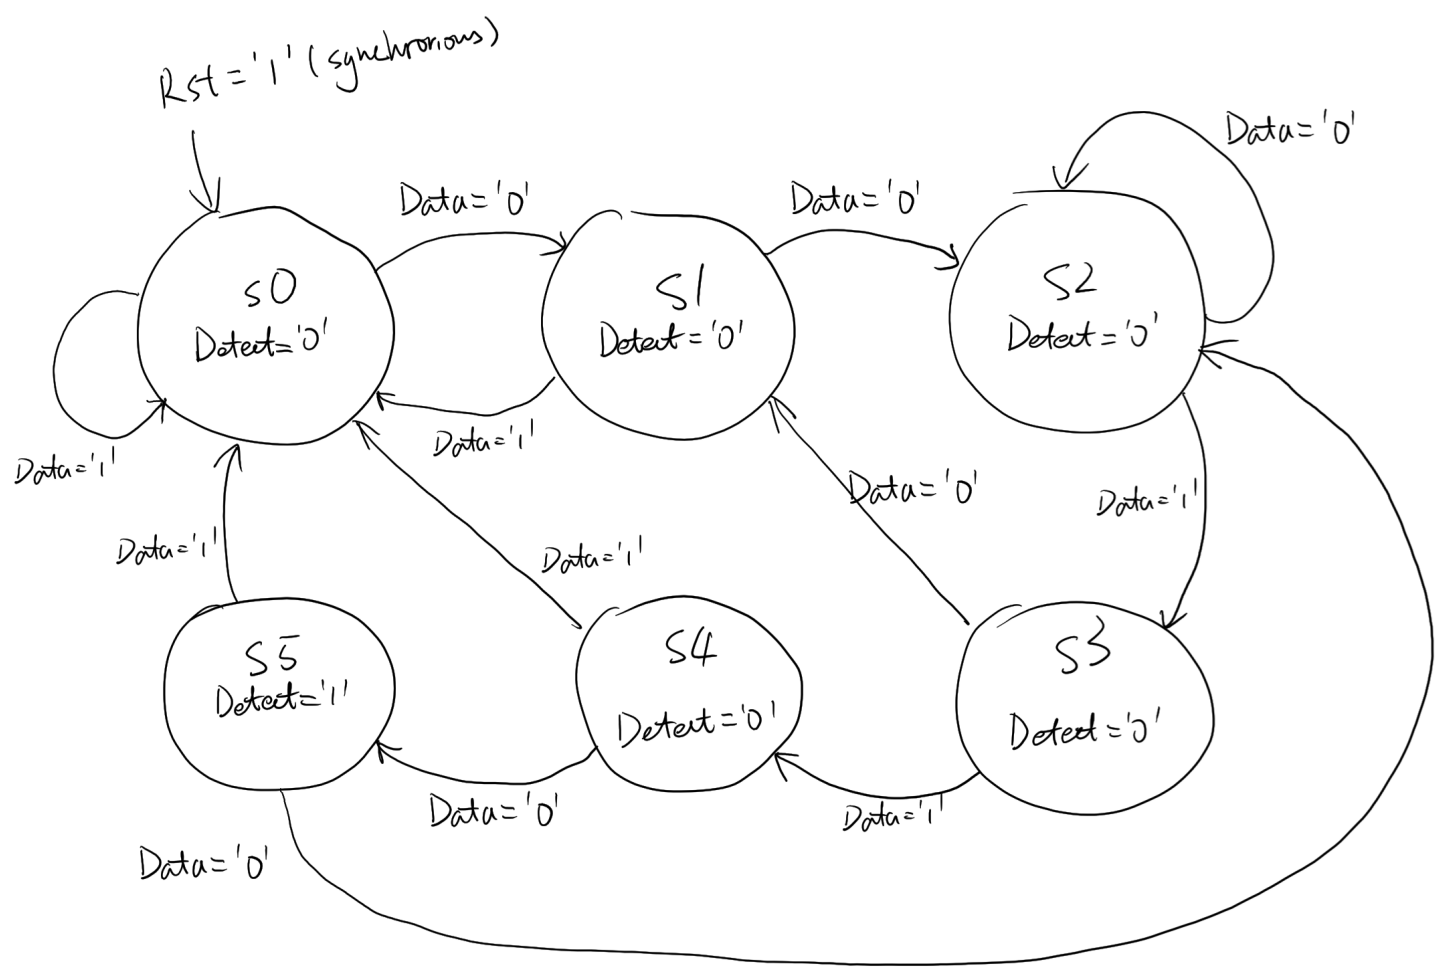 Rst='1' (synchronous)
Data='0'
Data='0'
Data='0'
S0
Detect='0'
S1
Detect='0'
S2
Detect='0'
Data='1'
Data='1'
Data='0'
Data='1'
Data='1'
Data='1'
S5
Detect='1'
S4
Detect='0'
S3
Detect='0'
Data='0'
Data='1'
Data='0'